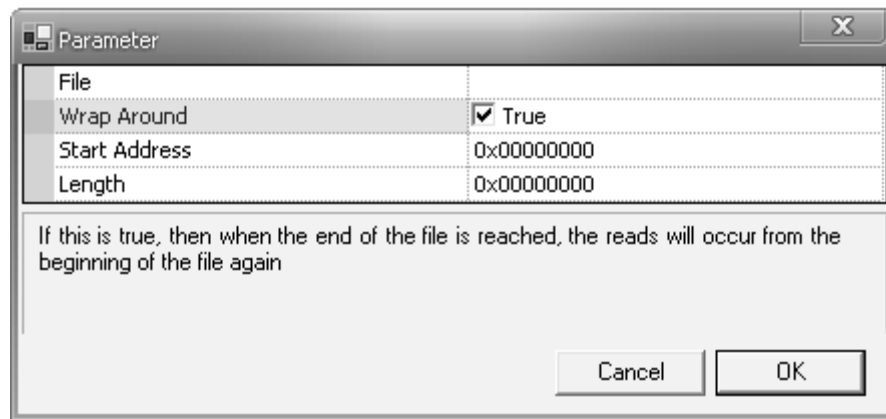 Parameter
File
Wrap Around True
Start Address 0x00000000
Length 0x00000000
If this is true, then when the end of the file is reached, the reads will occur from the
beginning of the file again
Cancel OK